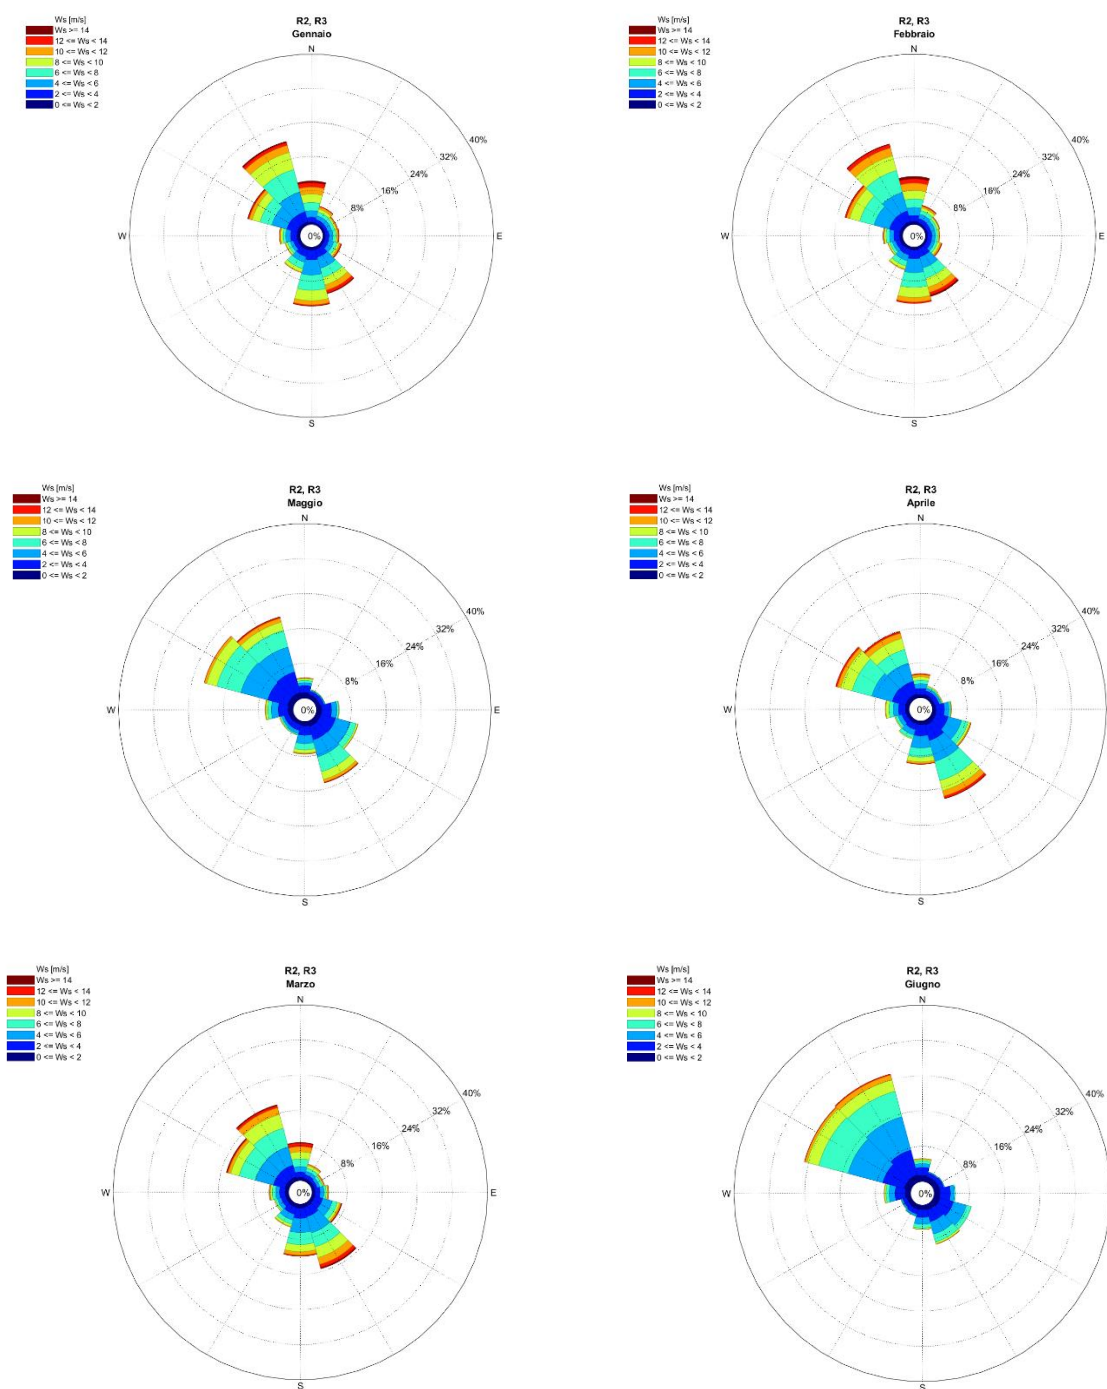 Ws [m/s]
Ws >= 14
12 <= Ws < 14
10 <= Ws < 12
8 <= Ws < 10
6 <= Ws < 8
4 <= Ws < 6
2 <= Ws < 4
0 <= Ws < 2
R2, R3
Gennaio
N
40%
32%
24%
16%
8%
0%
W
E
S
Ws [m/s]
Ws >= 14
12 <= Ws < 14
10 <= Ws < 12
8 <= Ws < 10
6 <= Ws < 8
4 <= Ws < 6
2 <= Ws < 4
0 <= Ws < 2
R2, R3
Febbraio
N
40%
32%
24%
16%
8%
0%
W
E
S
Ws [m/s]
Ws >= 14
12 <= Ws < 14
10 <= Ws < 12
8 <= Ws < 10
6 <= Ws < 8
4 <= Ws < 6
2 <= Ws < 4
0 <= Ws < 2
R2, R3
Maggio
N
40%
32%
24%
16%
8%
0%
W
E
S
Ws [m/s]
Ws >= 14
12 <= Ws < 14
10 <= Ws < 12
8 <= Ws < 10
6 <= Ws < 8
4 <= Ws < 6
2 <= Ws < 4
0 <= Ws < 2
R2, R3
Aprile
N
40%
32%
24%
16%
8%
0%
W
E
S
Ws [m/s]
Ws >= 14
12 <= Ws < 14
10 <= Ws < 12
8 <= Ws < 10
6 <= Ws < 8
4 <= Ws < 6
2 <= Ws < 4
0 <= Ws < 2
R2, R3
Marzo
N
40%
32%
24%
16%
8%
0%
W
E
S
Ws [m/s]
Ws >= 14
12 <= Ws < 14
10 <= Ws < 12
8 <= Ws < 10
6 <= Ws < 8
4 <= Ws < 6
2 <= Ws < 4
0 <= Ws < 2
R2, R3
Giugno
N
40%
32%
24%
16%
8%
0%
W
S